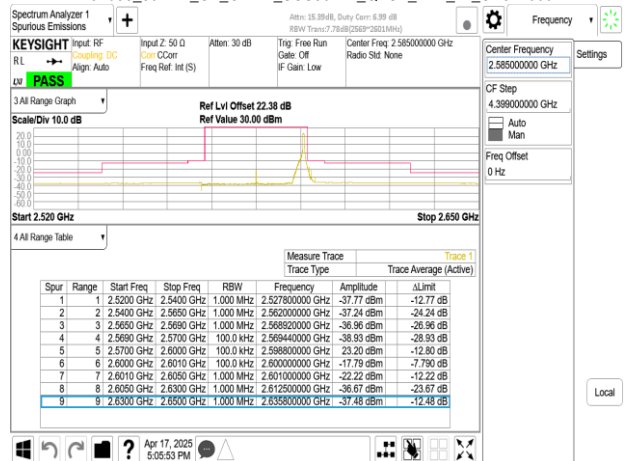 Spectrum Analyzer 1
Spurious Emissions
Attn: 15.39dB, Duty Corr: 6.99 dB
RBW Trans:7.78dB(2569~2601MHz)
Frequency
KEYSIGHT
Input: RF
Input Z: 50 Ω
Atten: 30 dB
Trig: Free Run
Center Freq: 2.585000000 GHz
RL
Coupling: DC
Corr CCorr
Gate: Off
Radio Std: None
Align: Auto
Freq Ref: Int (S)
IF Gain: Low
LXI
PASS
Center Frequency
2.585000000 GHz
Settings
CF Step
4.399000000 GHz
Auto
Man
Freq Offset
0 Hz
3 All Range Graph
Scale/Div 10.0 dB
Ref Lvl Offset 22.38 dB
Ref Value 30.00 dBm
20.0
10.0
0.00
-10.0
-20.0
-30.0
-40.0
-50.0
-60.0
Start 2.520 GHz
Stop 2.650 GHz
4 All Range Table
Measure Trace Trace 1
Trace Type Trace Average (Active)
Spur Range Start Freq Stop Freq RBW Frequency Amplitude ΔLimit
1 1 2.5200 GHz 2.5400 GHz 1.000 MHz 2.527800000 GHz -37.77 dBm -12.77 dB
2 2 2.5400 GHz 2.5650 GHz 1.000 MHz 2.562000000 GHz -37.24 dBm -24.24 dB
3 3 2.5650 GHz 2.5690 GHz 1.000 MHz 2.568920000 GHz -36.96 dBm -26.96 dB
4 4 2.5690 GHz 2.5700 GHz 100.0 kHz 2.569440000 GHz -38.93 dBm -28.93 dB
5 5 2.5700 GHz 2.6000 GHz 100.0 kHz 2.598800000 GHz 23.20 dBm -12.80 dB
6 6 2.6000 GHz 2.6010 GHz 100.0 kHz 2.600000000 GHz -17.79 dBm -7.790 dB
7 7 2.6010 GHz 2.6050 GHz 1.000 MHz 2.601000000 GHz -22.22 dBm -12.22 dB
8 8 2.6050 GHz 2.6300 GHz 1.000 MHz 2.612500000 GHz -36.67 dBm -23.67 dB
9 9 2.6300 GHz 2.6500 GHz 1.000 MHz 2.635800000 GHz -37.48 dBm -12.48 dB
Local
?
Apr 17, 2025
5:05:53 PM